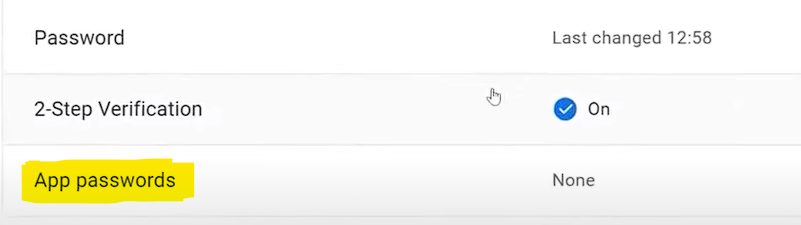 Password Last changed 12:58
2-Step Verification On
App passwords None